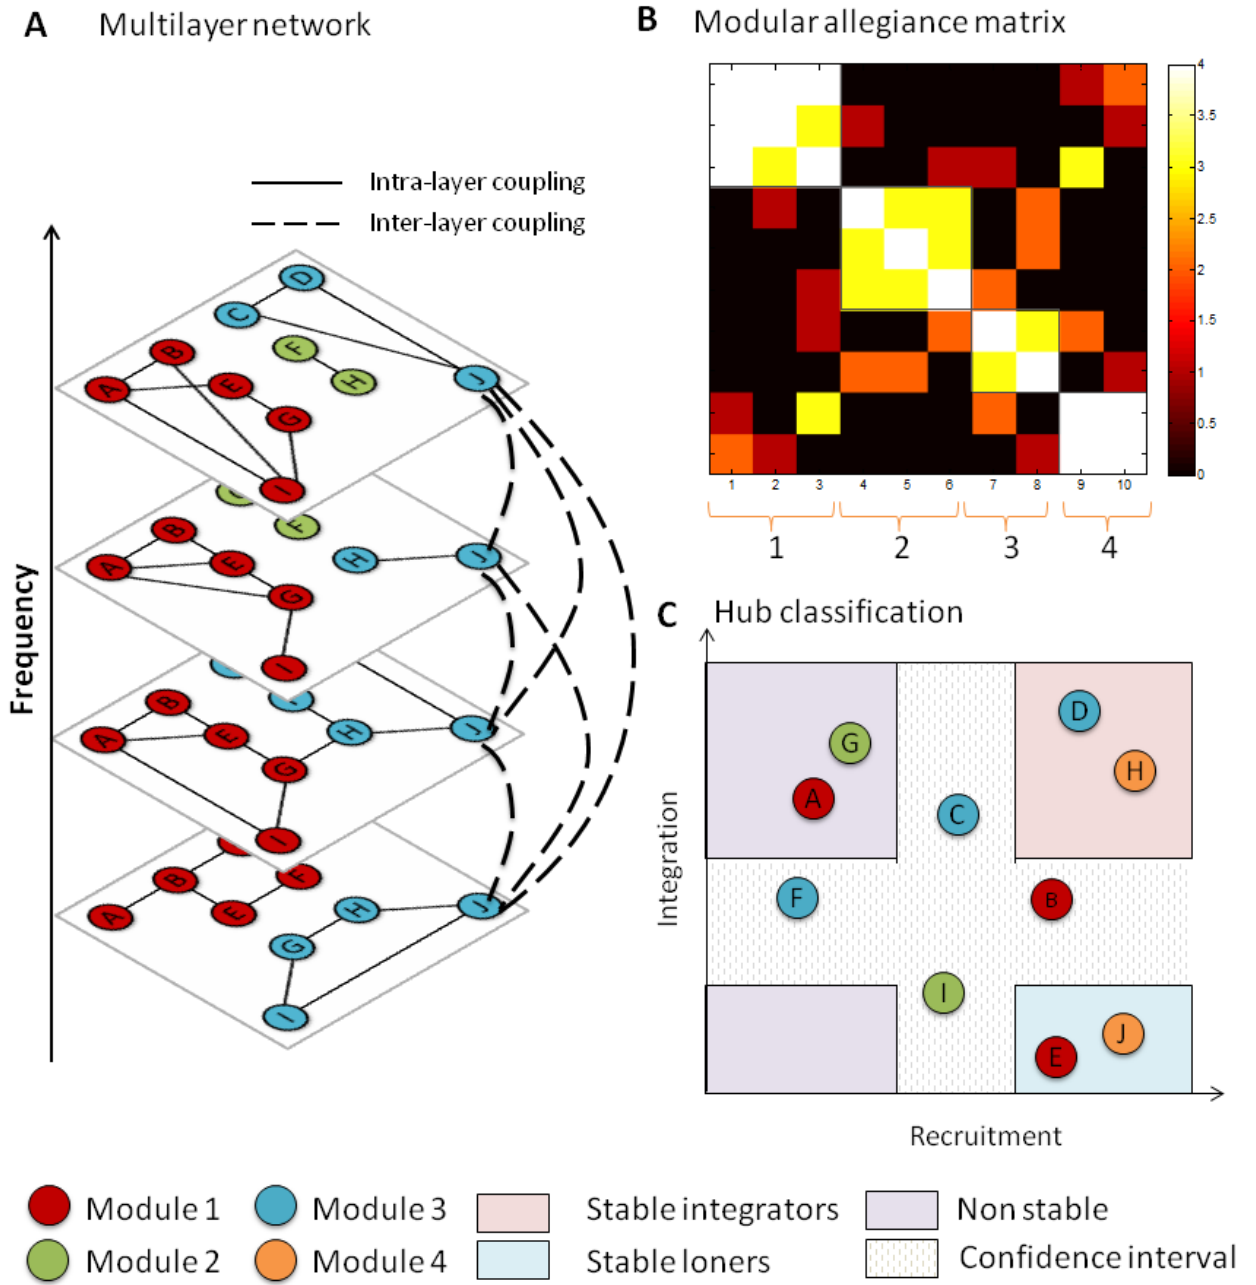 A Multilayer network
Intra-layer coupling
Inter-layer coupling
Frequency
D
C
B
F
A
E
H
J
G
I
B
F
A
E
H
J
G
I
B
A
E
H
J
G
I
B
F
A
E
H
J
G
I
B Modular allegiance matrix
4
3.5
3
2.5
2
1.5
1
0.5
0
1 2 3 4 5 6 7 8 9 10
1 2 3 4
C Hub classification
Integration
D
G
H
A
C
F
B
I
J
E
Recruitment
Module 1 Module 3 Stable integrators Non stable
Module 2 Module 4 Stable loners Confidence interval